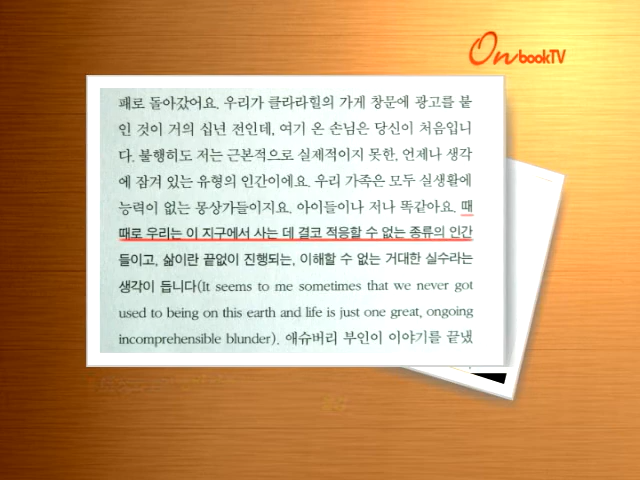 On bookTV
패로 돌아갔어요. 우리가 클라라힐의 가게 창문에 광고를 붙
인 것이 거의 십년 전인데, 여기 온 손님은 당신이 처음입니
다. 불행히도 저는 근본적으로 실제적이지 못한, 언제나 생각
에 잠겨 있는 유형의 인간이에요. 우리 가족은 모두 실생활에
능력이 없는 몽상가들이지요. 아이들이나 저나 똑같아요. 때
때로 우리는 이 지구에서 사는 데 결코 적응할 수 없는 종류의 인간
들이고, 삶이란 끝없이 진행되는, 이해할 수 없는 거대한 실수라는
생각이 듭니다(It seems to me sometimes that we never got
used to being on this earth and life is just one great, ongoing
incomprehensible blunder). 애슈버리 부인이 이야기를 끝냈